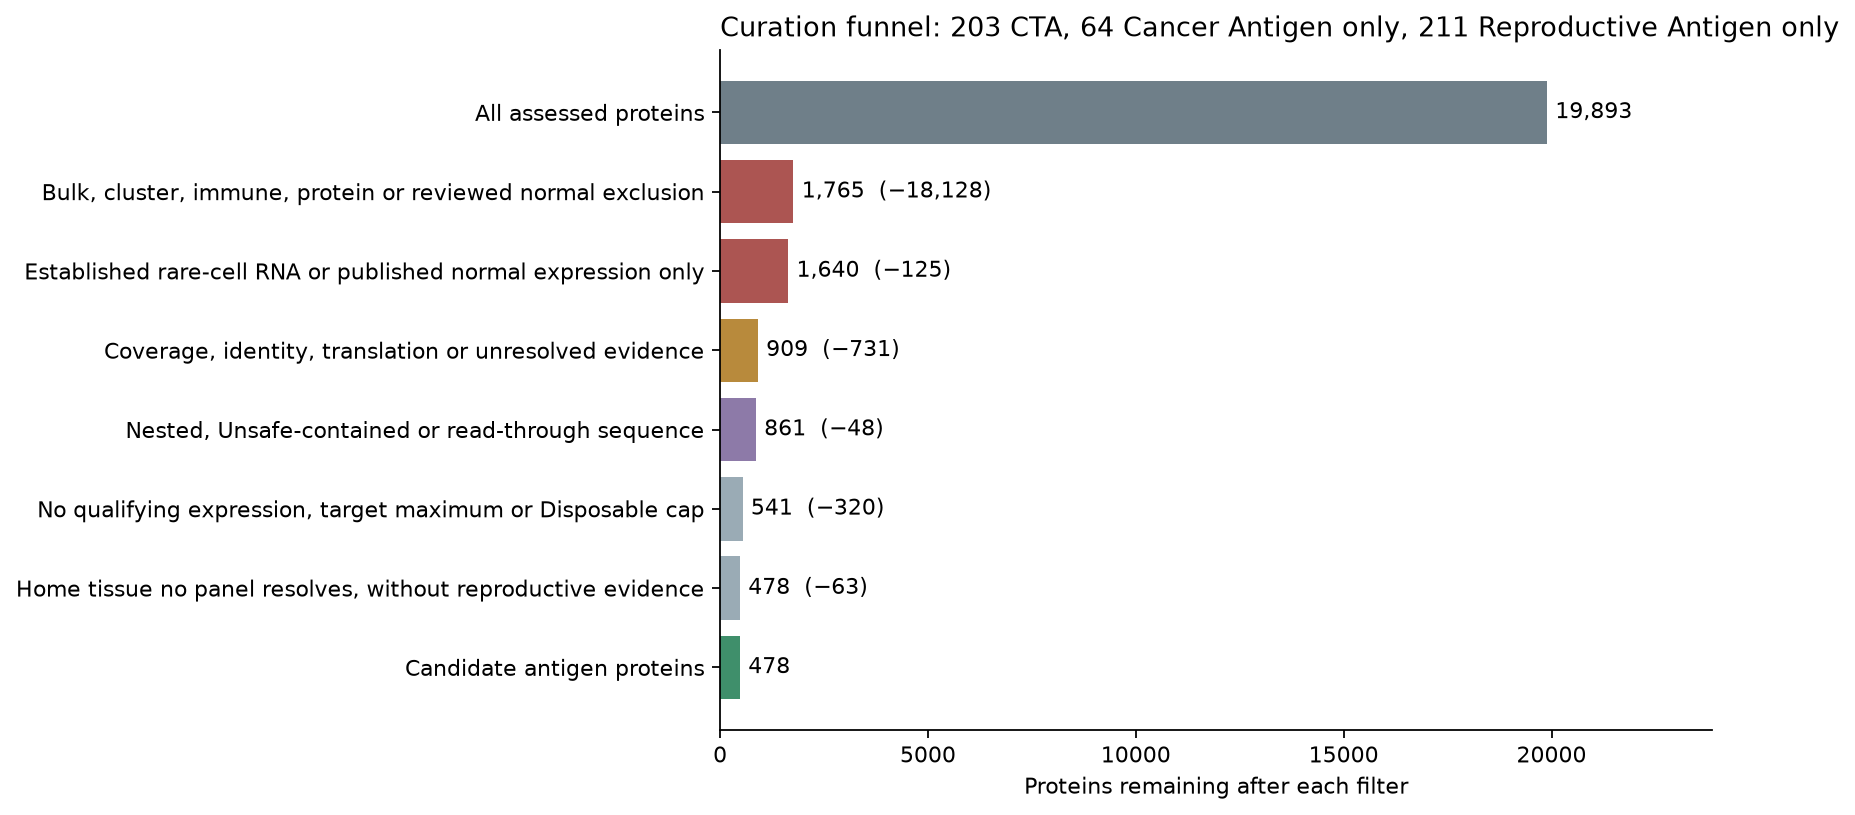 Curation funnel: 203 CTA, 64 Cancer Antigen only, 211 Reproductive Antigen only
All assessed proteins 19,893
Bulk, cluster, immune, protein or reviewed normal exclusion 1,765 (−18,128)
Established rare-cell RNA or published normal expression only 1,640 (−125)
Coverage, identity, translation or unresolved evidence 909 (−731)
Nested, Unsafe-contained or read-through sequence 861 (−48)
No qualifying expression, target maximum or Disposable cap 541 (−320)
Home tissue no panel resolves, without reproductive evidence 478 (−63)
Candidate antigen proteins 478
0 5000 10000 15000 20000
Proteins remaining after each filter